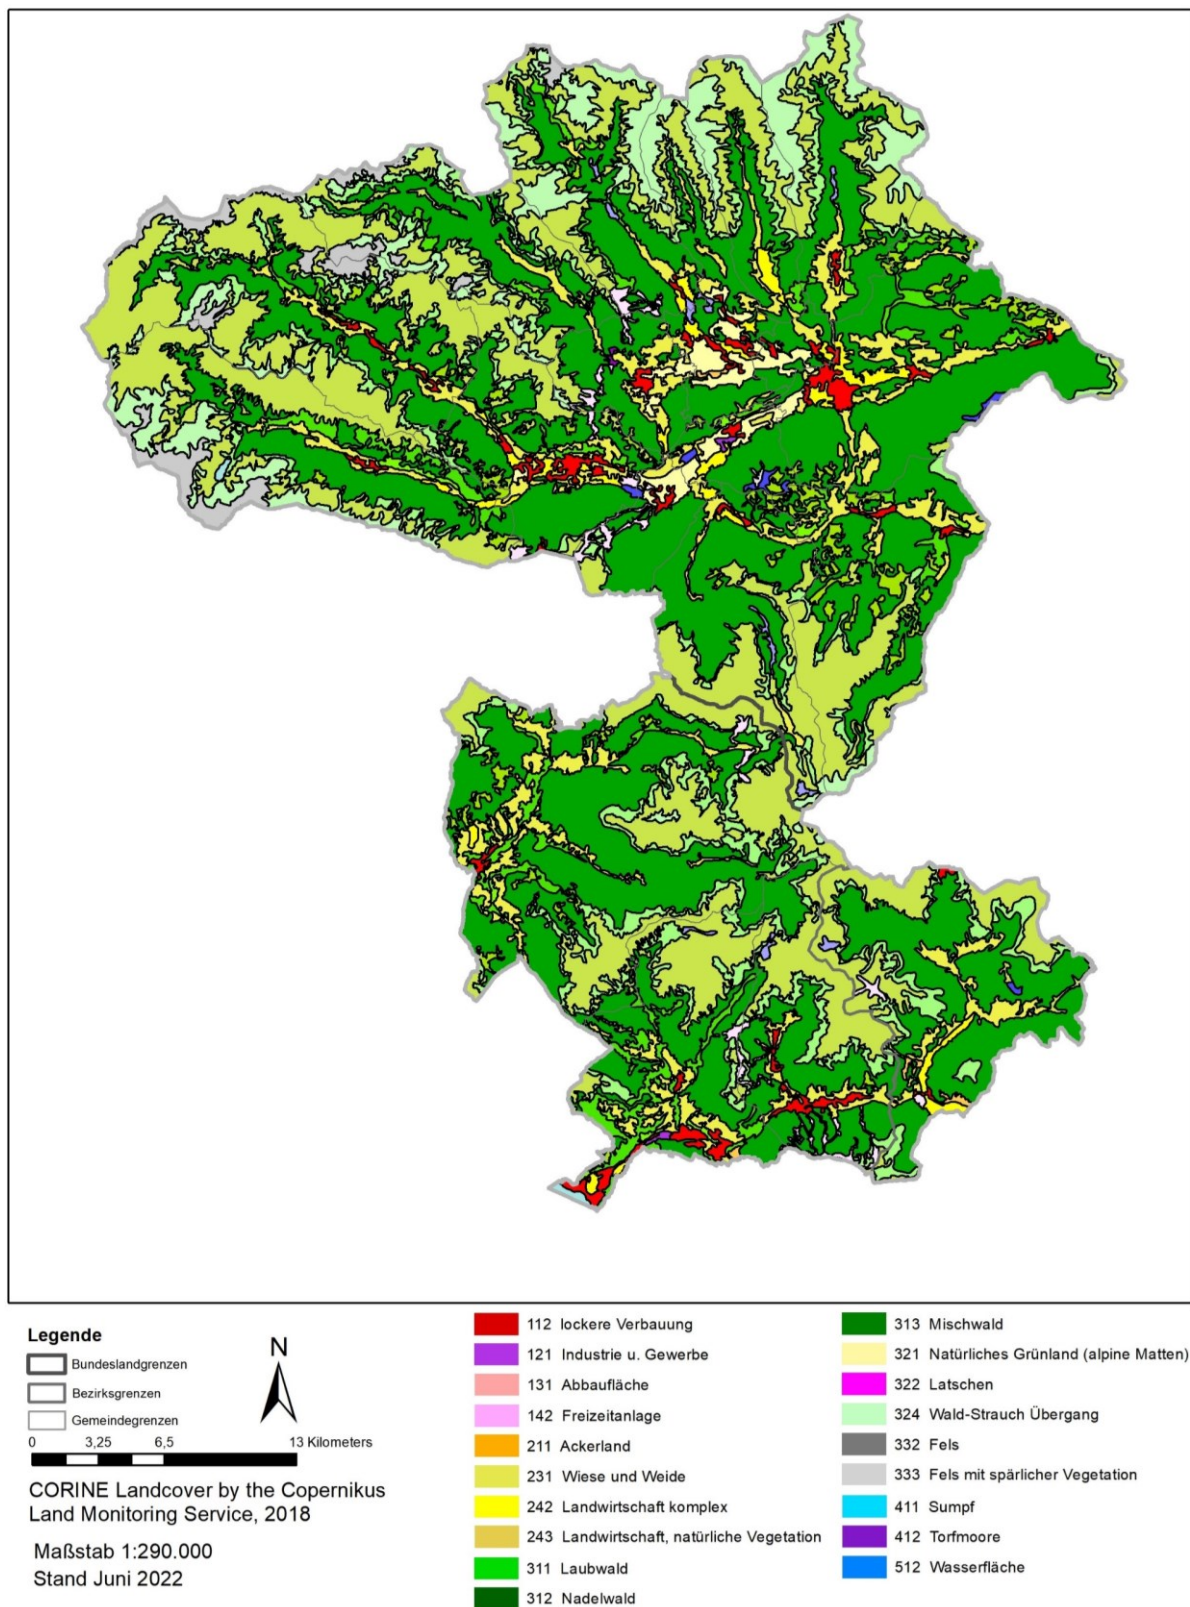 Legende
Bundeslandgrenzen
Bezirksgrenzen
Gemeindegrenzen
N
0 3,25 6,5 13 Kilometers
CORINE Landcover by the Copernikus
Land Monitoring Service, 2018
Maßstab 1:290.000
Stand Juni 2022
112 lockere Verbauung
121 Industrie u. Gewerbe
131 Abbaufläche
142 Freizeitanlage
211 Ackerland
231 Wiese und Weide
242 Landwirtschaft komplex
243 Landwirtschaft, natürliche Vegetation
311 Laubwald
312 Nadelwald
313 Mischwald
321 Natürliches Grünland (alpine Matten)
322 Latschen
324 Wald-Strauch Übergang
332 Fels
333 Fels mit spärlicher Vegetation
411 Sumpf
412 Torfmoore
512 Wasserfläche